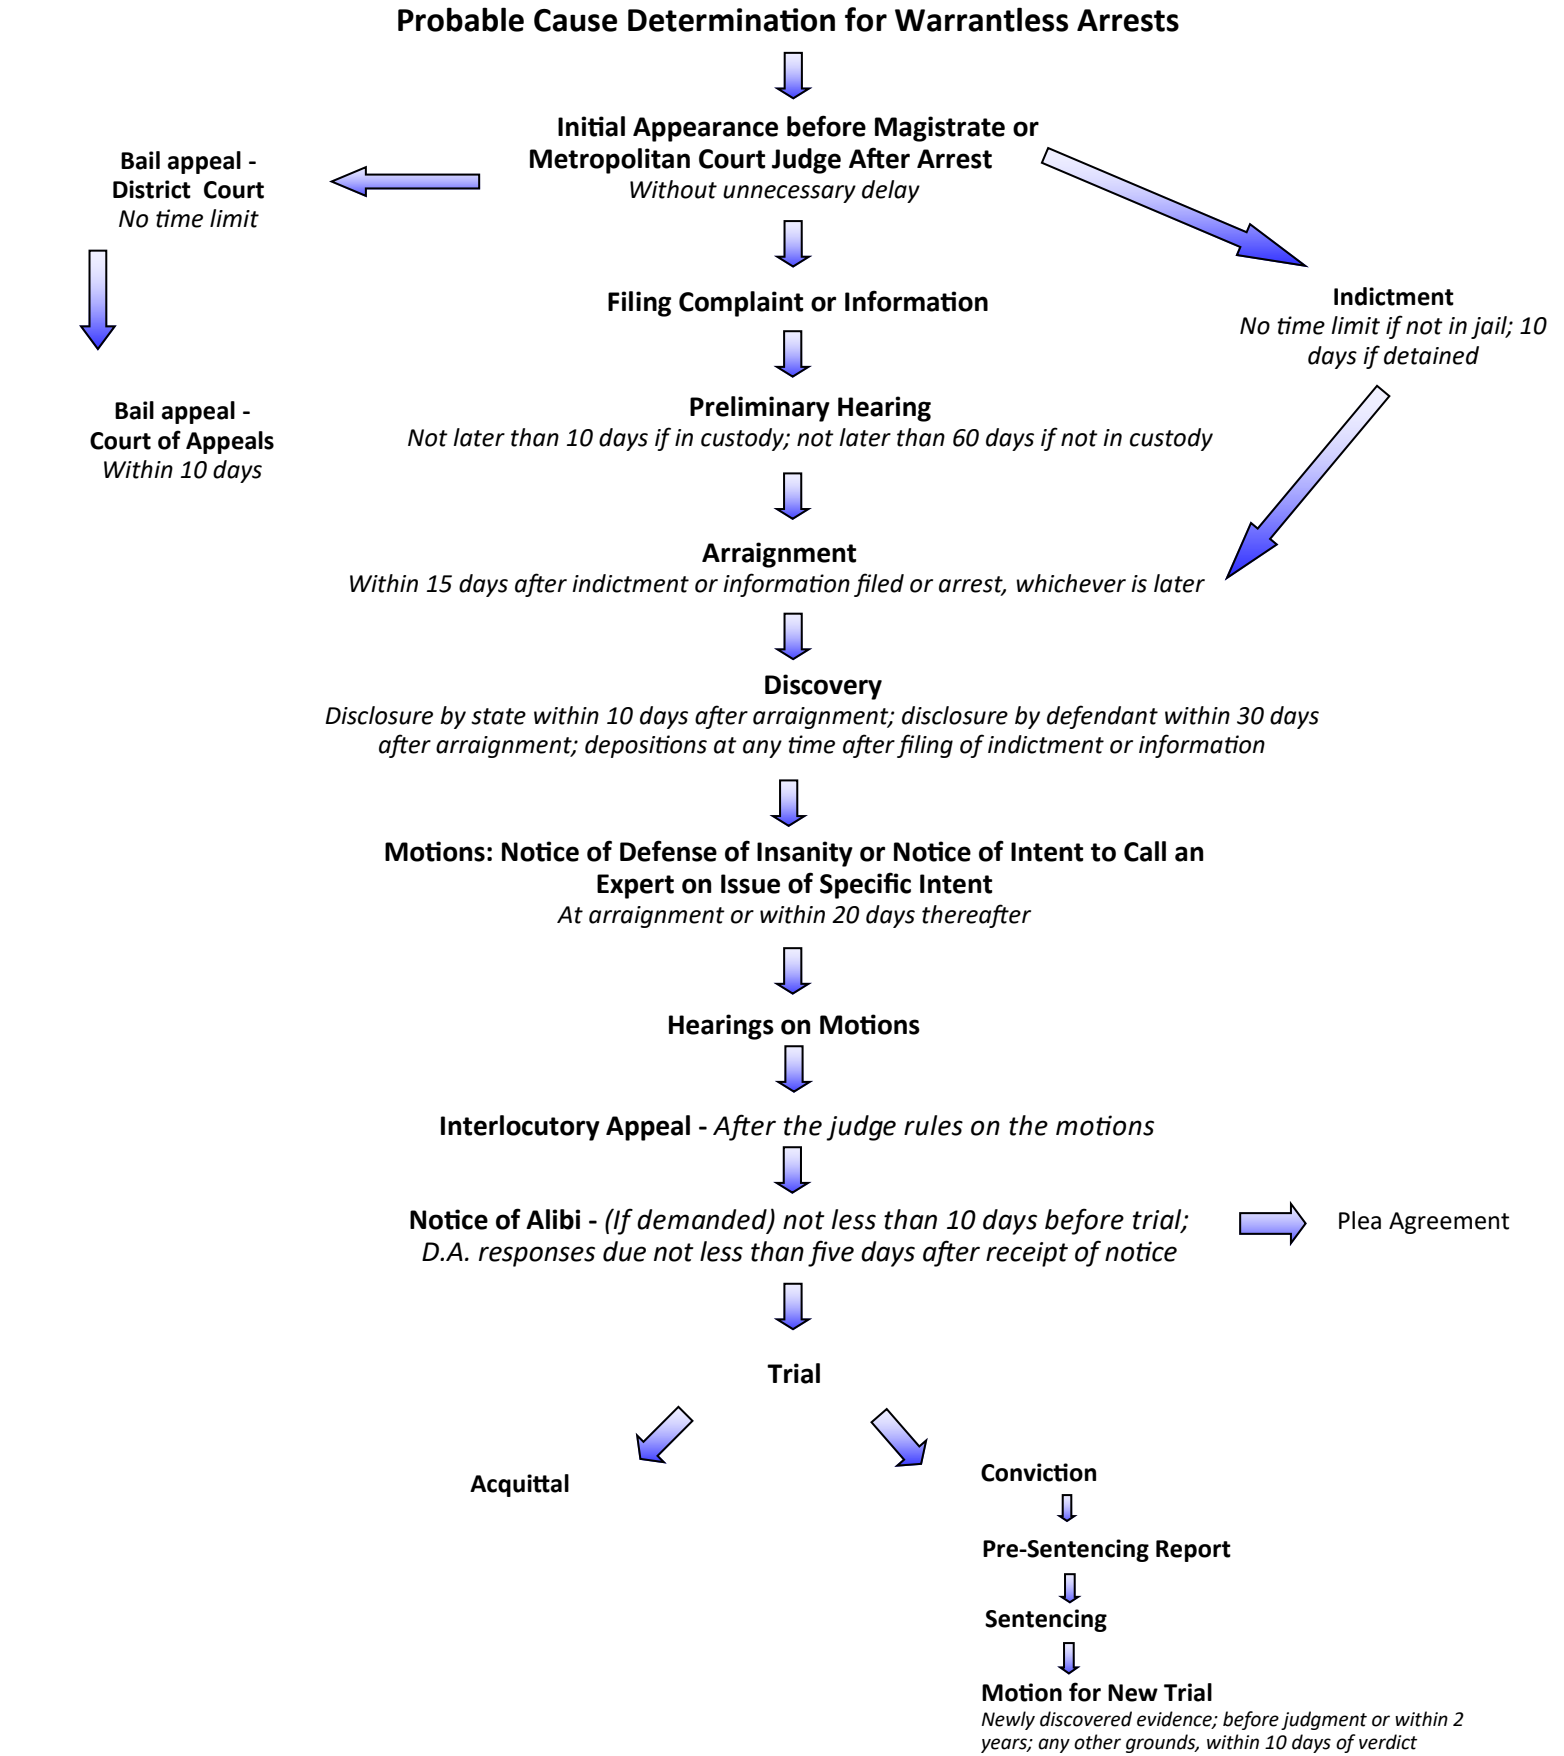 Probable Cause Determination for Warrantless Arrests
Initial Appearance before Magistrate or
Metropolitan Court Judge After Arrest
Without unnecessary delay
Bail appeal -
District Court
No time limit
Filing Complaint or Information
Indictment
No time limit if not in jail; 10
days if detained
Bail appeal -
Court of Appeals
Within 10 days
Preliminary Hearing
Not later than 10 days if in custody; not later than 60 days if not in custody
Arraignment
Within 15 days after indictment or information filed or arrest, whichever is later
Discovery
Disclosure by state within 10 days after arraignment; disclosure by defendant within 30 days
after arraignment; depositions at any time after filing of indictment or information
Motions: Notice of Defense of Insanity or Notice of Intent to Call an
Expert on Issue of Specific Intent
At arraignment or within 20 days thereafter
Hearings on Motions
Interlocutory Appeal - After the judge rules on the motions
Notice of Alibi - (If demanded) not less than 10 days before trial;
D.A. responses due not less than five days after receipt of notice
Plea Agreement
Trial
Acquittal
Conviction
Pre-Sentencing Report
Sentencing
Motion for New Trial
Newly discovered evidence; before judgment or within 2
years; any other grounds, within 10 days of verdict